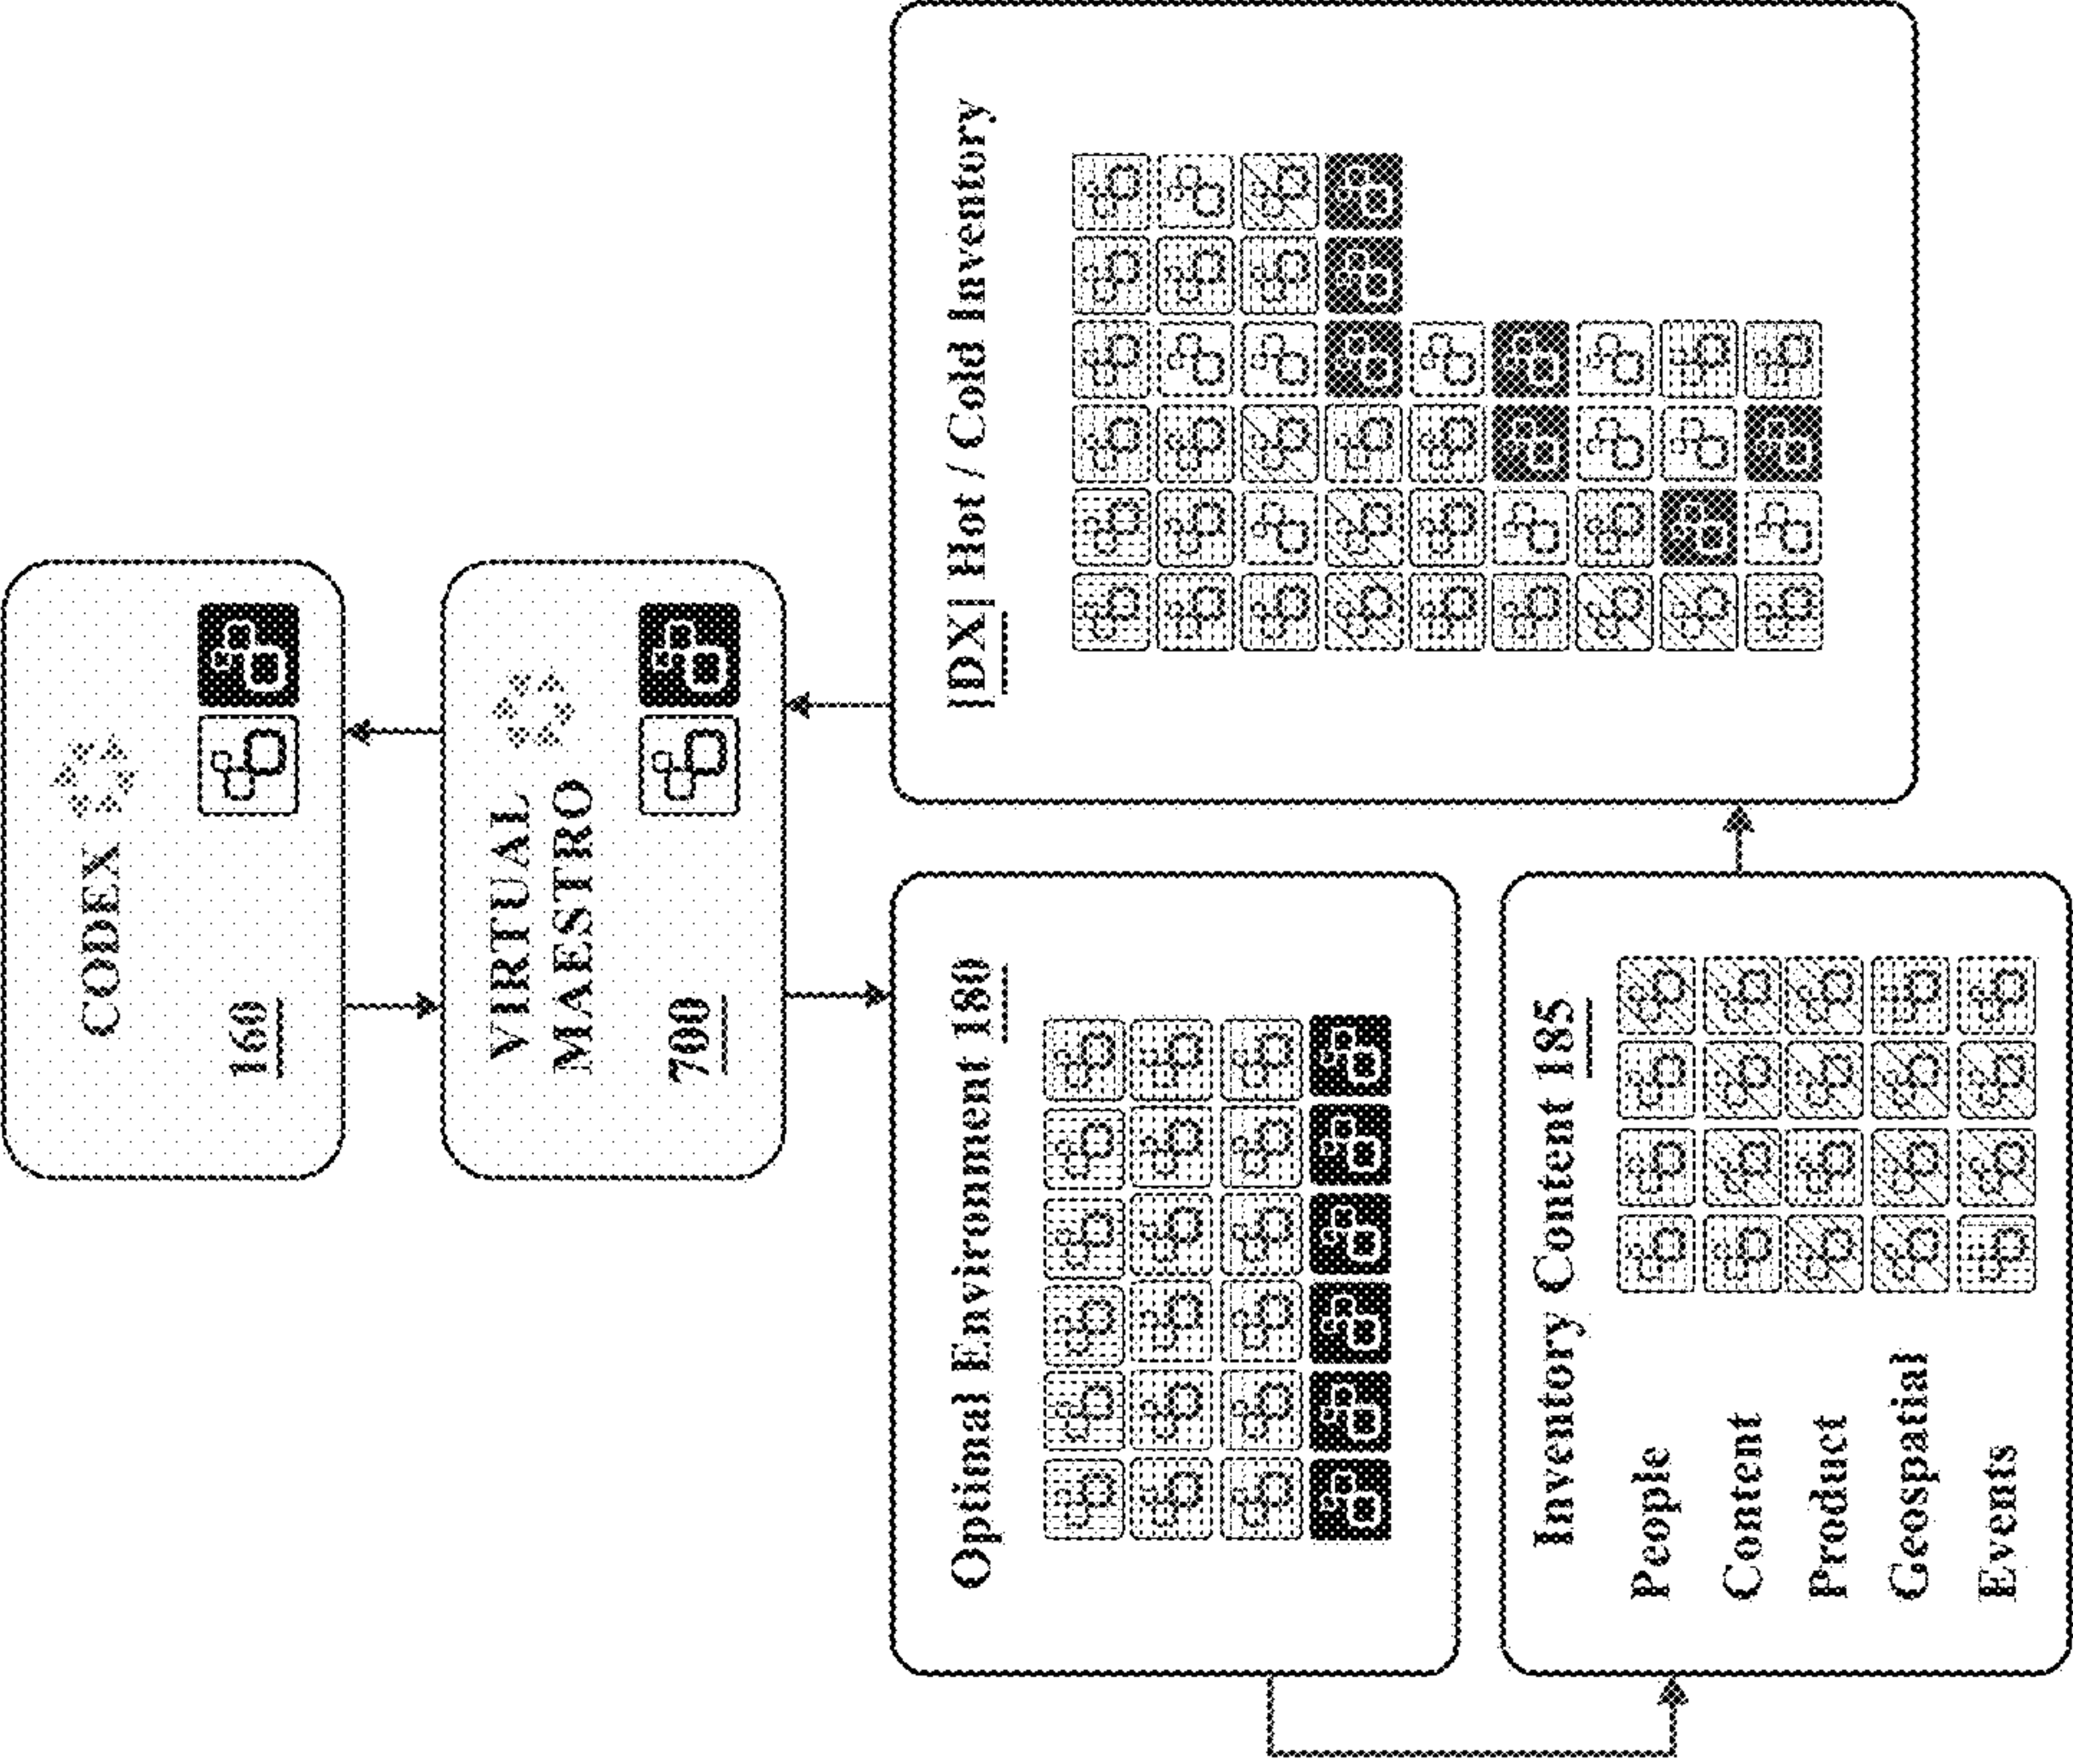 CODEX
160
VIRTUAL
MAESTRO
700
Optimal Environment 180
[DX] Hot / Cold Inventory
Inventory Content 185
People
Content
Product
Geospatial
Events